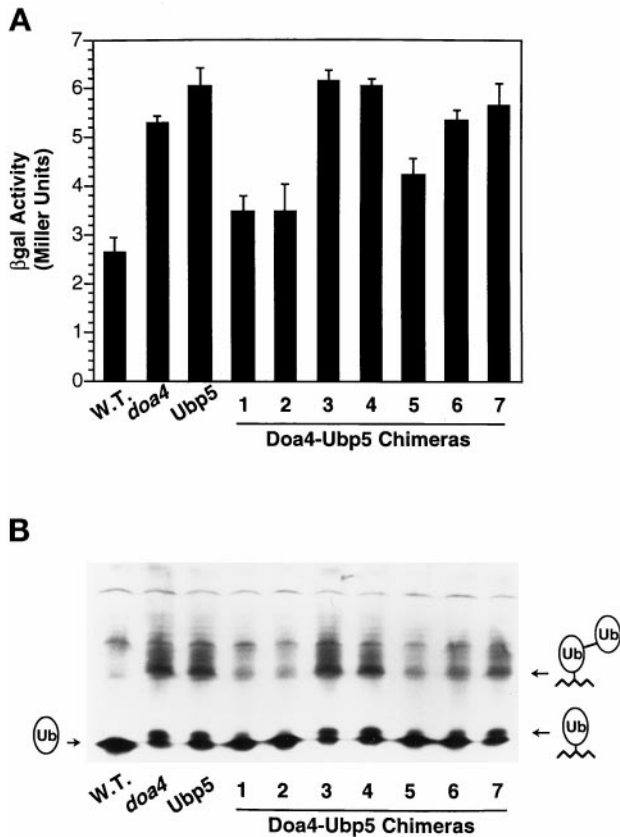 A
βgal Activity
(Miller Units)
7
6
5
4
3
2
1
0
W.T. doa4 Ubp5 1 2 3 4 5 6 7
Doa4-Ubp5 Chimeras
B
Ub
Ub
Ub
Ub
W.T. doa4 Ubp5 1 2 3 4 5 6 7
Doa4-Ubp5 Chimeras